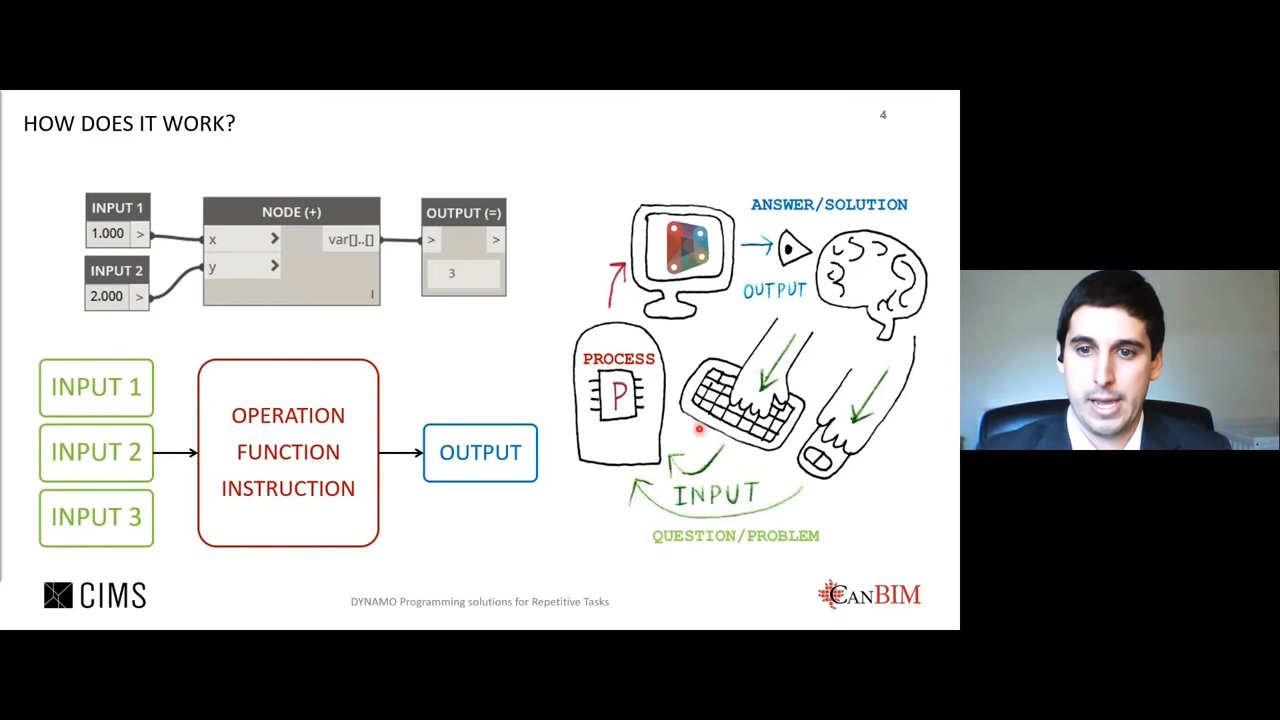 HOW DOES IT WORK?
4
INPUT 1
1.000 >
INPUT 2
2.000 >
NODE (+)
x >
y >
var[]..[]
l
OUTPUT (=)
> >
3
INPUT 1
INPUT 2
INPUT 3
OPERATION
FUNCTION
INSTRUCTION
OUTPUT
ANSWER/SOLUTION
OUTPUT
PROCESS
P
INPUT
QUESTION/PROBLEM
CIMS
DYNAMO Programming solutions for Repetitive Tasks
CANBIM